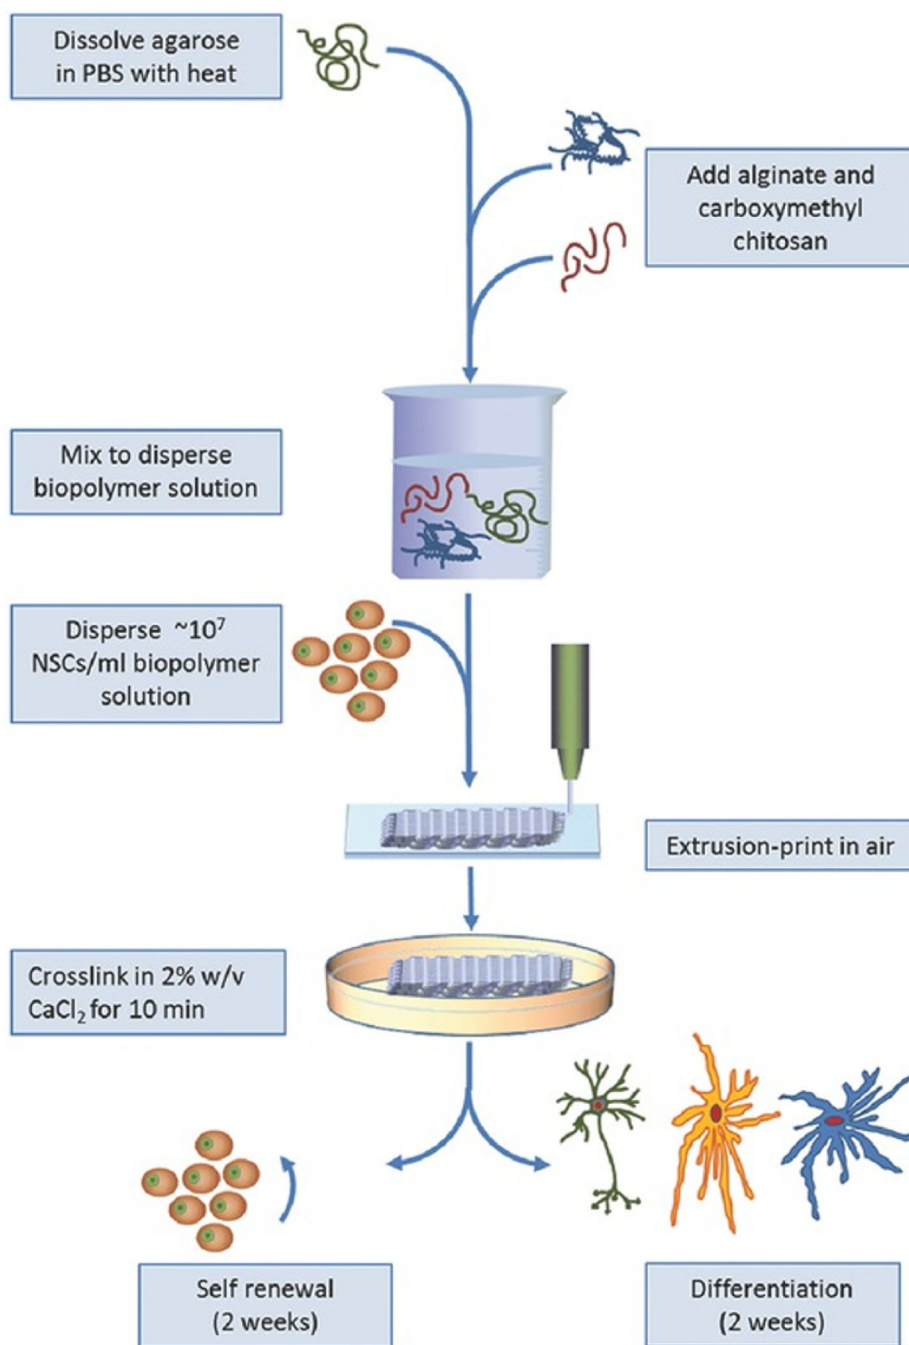 Dissolve agarose
in PBS with heat
Add alginate and
carboxymethyl
chitosan
Mix to disperse
biopolymer solution
Disperse ~10⁷
NSCs/ml biopolymer
solution
Extrusion-print in air
Crosslink in 2% w/v
CaCl₂ for 10 min
Self renewal
(2 weeks)
Differentiation
(2 weeks)